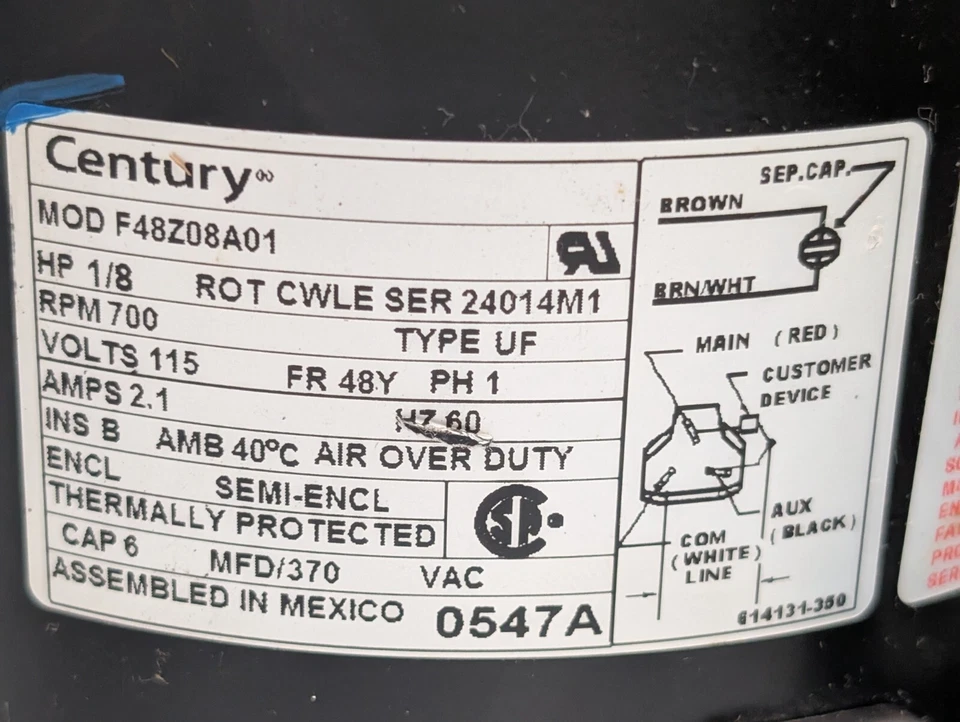 Century
MOD F48Z08A01
HP 1/8 ROT CWLE SER 24014M1
RPM 700 TYPE UF
VOLTS 115 FR 48Y PH 1
AMPS 2.1 HZ 60
INS B AMB 40°C AIR OVER DUTY
ENCL SEMI-ENCL
THERMALLY PROTECTED
CAP 6 MFD/370 VAC
ASSEMBLED IN MEXICO 0547A
SEP.CAP.
BROWN
BRN/WHT
MAIN (RED)
CUSTOMER
DEVICE
AUX
(BLACK)
COM
(WHITE)
LINE
614131-350